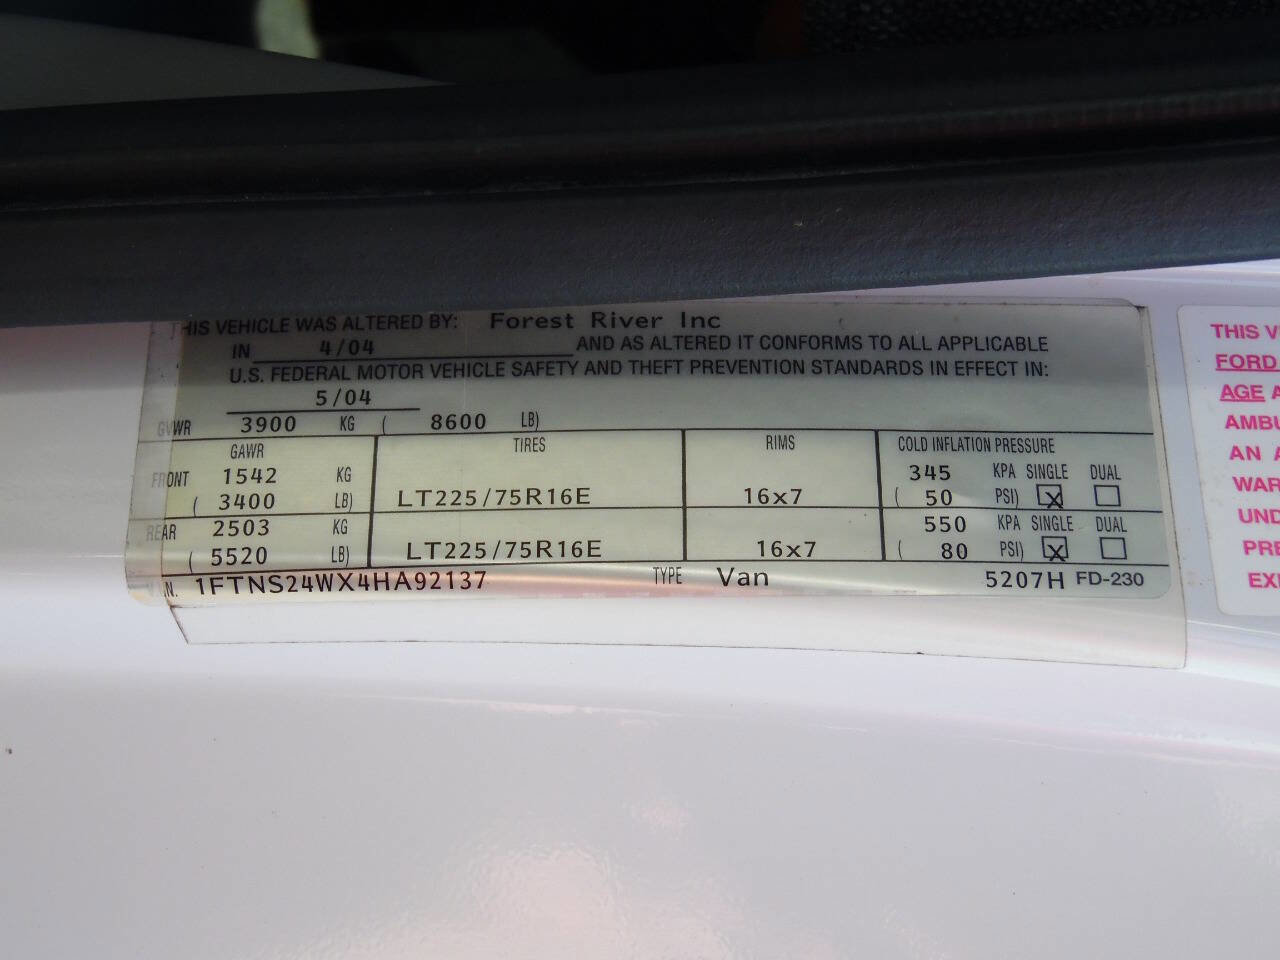 THIS VEHICLE WAS ALTERED BY: Forest River Inc
IN 4/04 AND AS ALTERED IT CONFORMS TO ALL APPLICABLE
U.S. FEDERAL MOTOR VEHICLE SAFETY AND THEFT PREVENTION STANDARDS IN EFFECT IN:
5/04
GVWR 3900 KG ( 8600 LB)
GAWR TIRES RIMS COLD INFLATION PRESSURE
FRONT 1542 KG 345 KPA SINGLE DUAL
( 3400 LB) LT225/75R16E 16x7 ( 50 PSI) X
REAR 2503 KG 550 KPA SINGLE DUAL
( 5520 LB) LT225/75R16E 16x7 ( 80 PSI) X
V.I.N. 1FTNS24WX4HA92137 TYPE Van 5207H FD-230
THIS V
FORD
AGE A
AMBU
AN A
WAR
UND
PRE
EXP